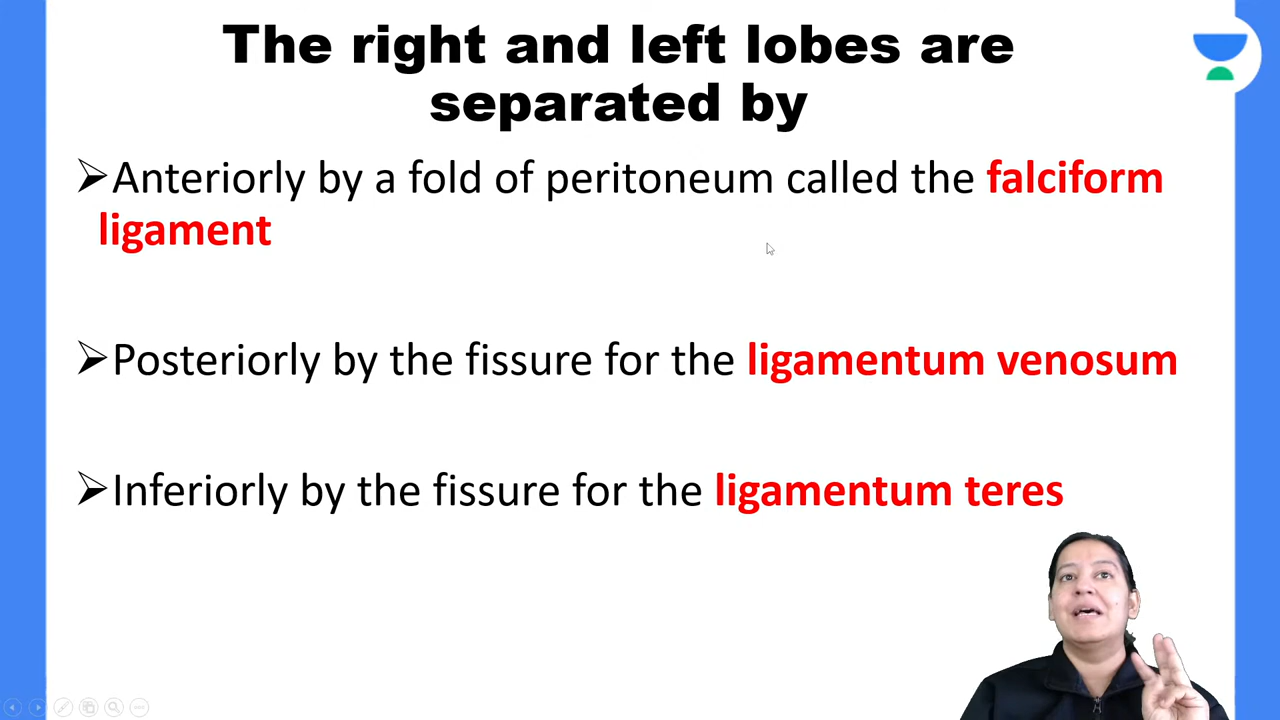 The right and left lobes are
separated by
➢Anteriorly by a fold of peritoneum called the falciform
ligament
➢Posteriorly by the fissure for the ligamentum venosum
➢Inferiorly by the fissure for the ligamentum teres